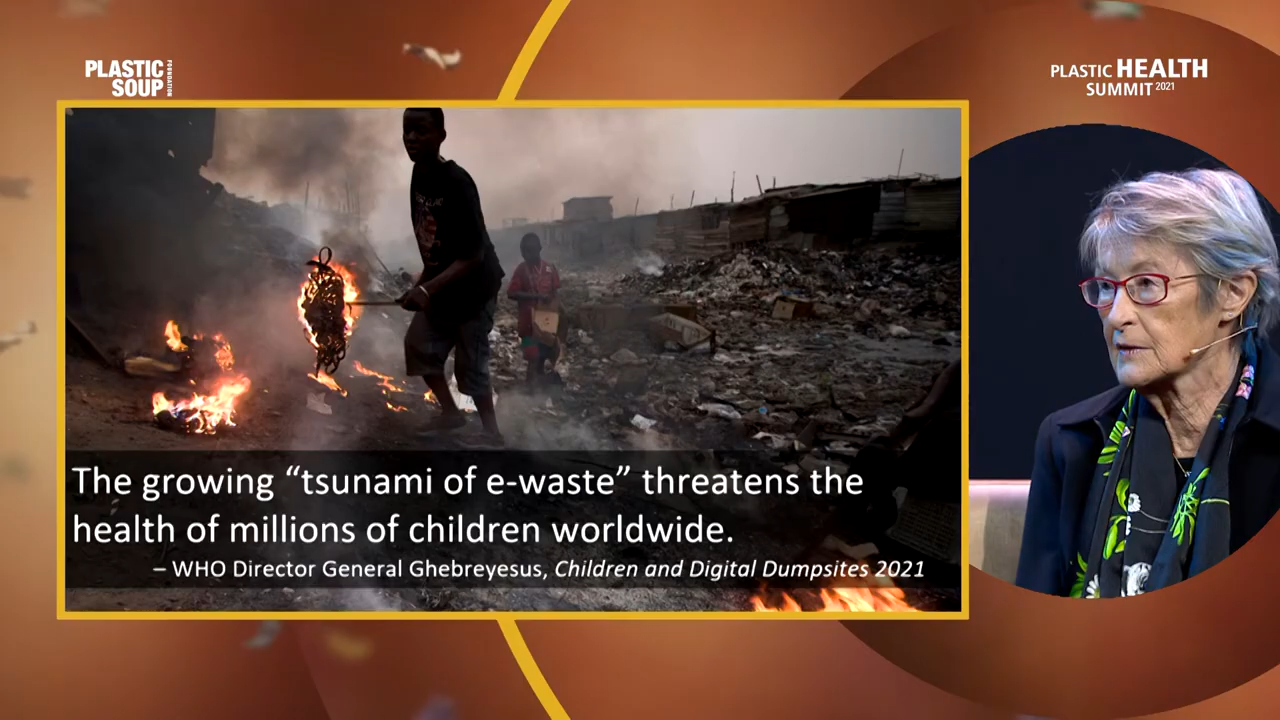 PLASTIC
SOUP
FOUNDATION
PLASTIC HEALTH
SUMMIT 2021
The growing “tsunami of e-waste” threatens the
health of millions of children worldwide.
– WHO Director General Ghebreyesus, Children and Digital Dumpsites 2021